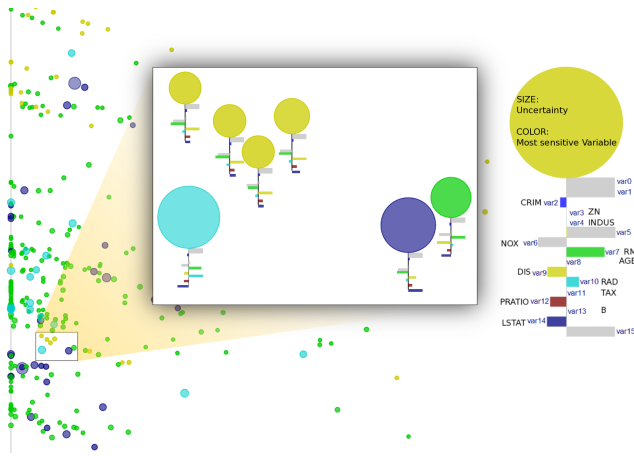 SIZE:
Uncertainty
COLOR:
Most sensitive Variable
var0
var1
CRIM var2
var3 ZN
var4 INDUS
var5
NOX var6
var7 RM
var8 AGE
DIS var9
var10 RAD
var11 TAX
PRATIO var12
var13 B
LSTAT var14
var15